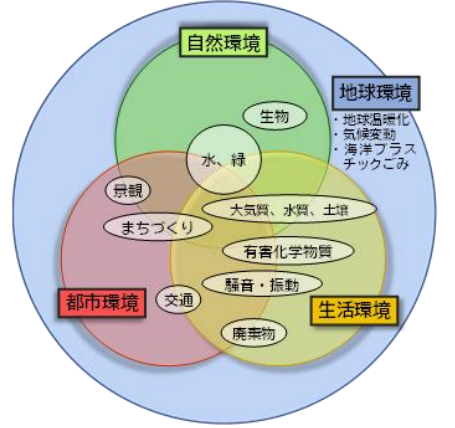 自然環境
地球環境
・地球温暖化
・気候変動
・海洋プラス
チックごみ
生物
水、緑
景観
大気質、水質、土壌
まちづくり
有害化学物質
騒音・振動
都市環境
交通
生活環境
廃棄物